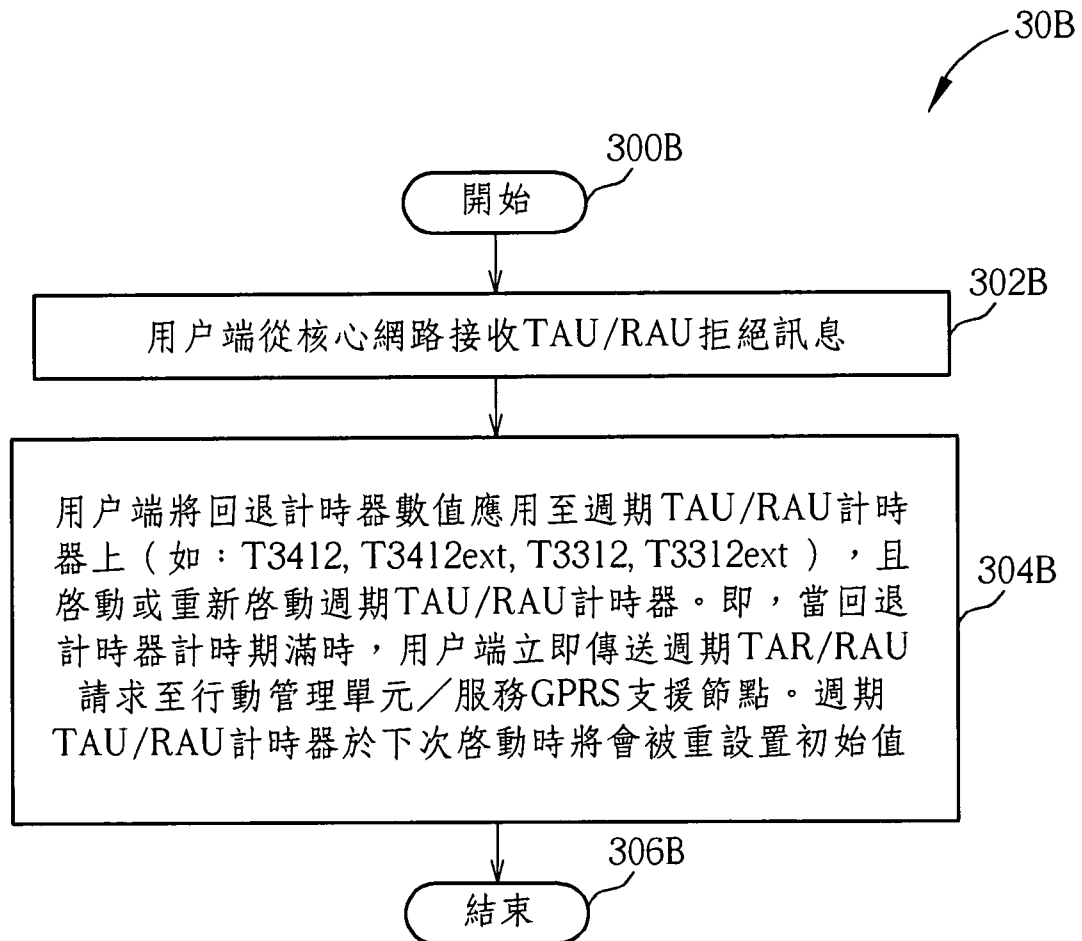 30B
300B
開始
302B
用户端從核心網路接收TAU/RAU拒絕訊息
用户端將回退計時器數值應用至週期TAU/RAU計時
器上（如：T3412, T3412ext, T3312, T3312ext），且
啓動或重新啓動週期TAU/RAU計時器。即，當回退
計時器計時期滿時，用户端立即傳送週期TAR/RAU
請求至行動管理單元／服務GPRS支援節點。週期
TAU/RAU計時器於下次啓動時將會被重設置初始值
304B
306B
結束